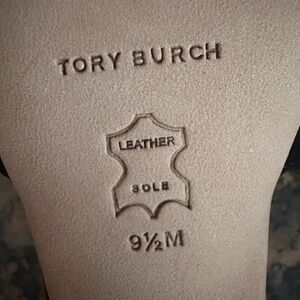 TORY BURCH
LEATHER
SOLE
9½M